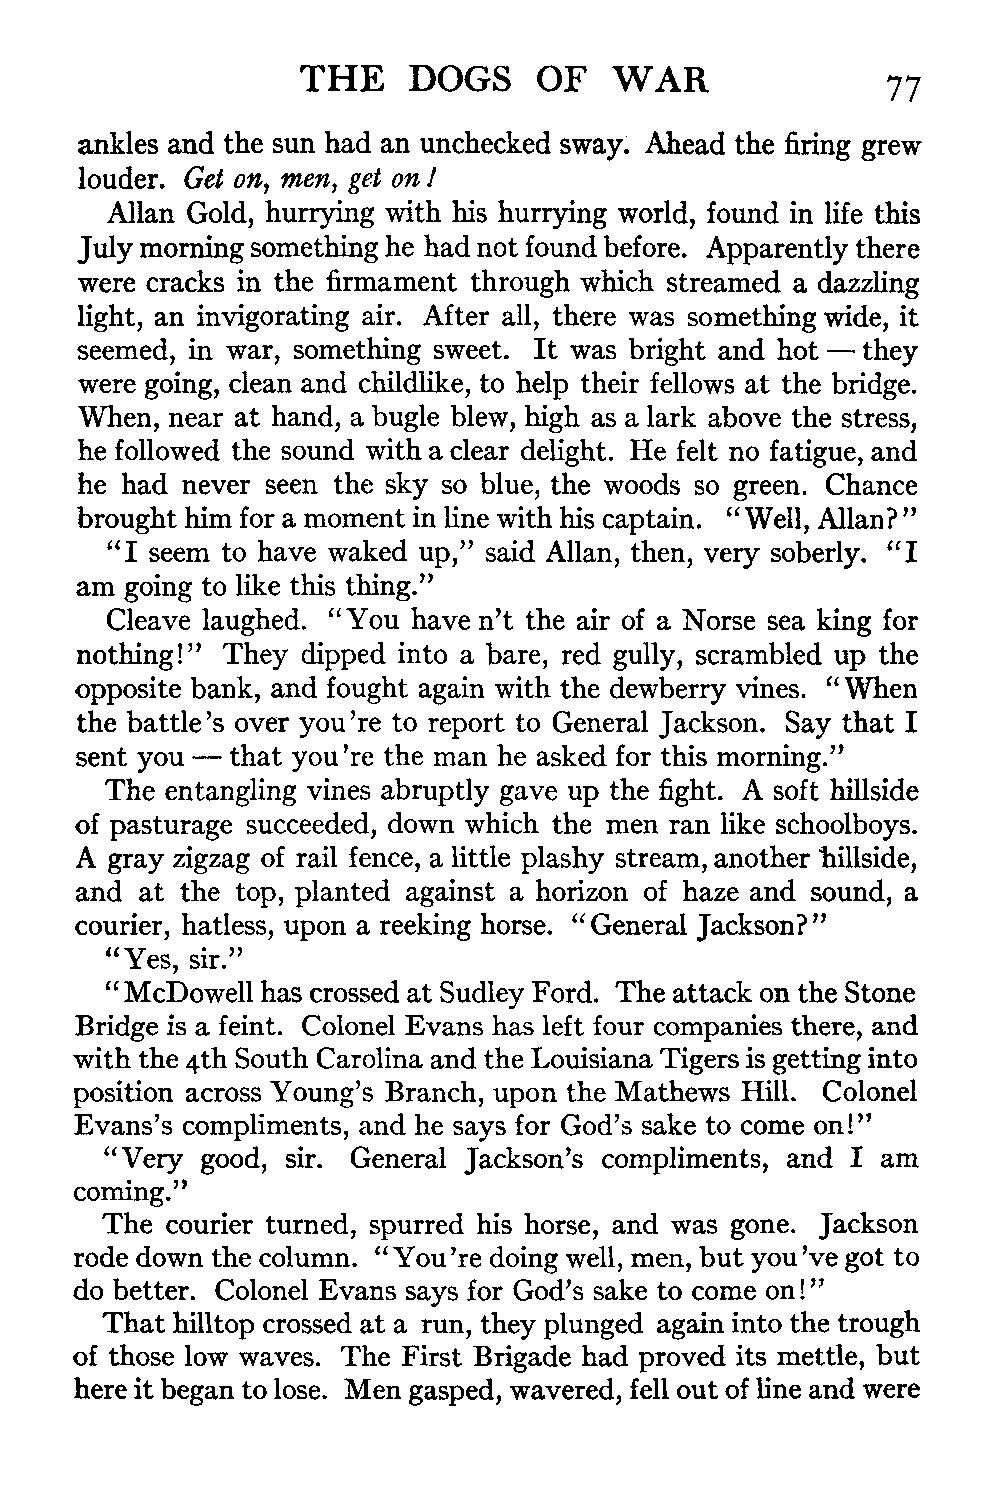 THE DOGS OF WAR 77
ankles and the sun had an unchecked sway. Ahead the firing grew
louder. Get on, men, get on!
Allan Gold, hurrying with his hurrying world, found in life this
July morning something he had not found before. Apparently there
were cracks in the firmament through which streamed a dazzling
light, an invigorating air. After all, there was something wide, it
seemed, in war, something sweet. It was bright and hot — they
were going, clean and childlike, to help their fellows at the bridge.
When, near at hand, a bugle blew, high as a lark above the stress,
he followed the sound with a clear delight. He felt no fatigue, and
he had never seen the sky so blue, the woods so green. Chance
brought him for a moment in line with his captain. “Well, Allan?”
“I seem to have waked up,” said Allan, then, very soberly. “I
am going to like this thing.”
Cleave laughed. “You have n’t the air of a Norse sea king for
nothing!” They dipped into a bare, red gully, scrambled up the
opposite bank, and fought again with the dewberry vines. “When
the battle’s over you’re to report to General Jackson. Say that I
sent you — that you’re the man he asked for this morning.”
The entangling vines abruptly gave up the fight. A soft hillside
of pasturage succeeded, down which the men ran like schoolboys.
A gray zigzag of rail fence, a little plashy stream, another hillside,
and at the top, planted against a horizon of haze and sound, a
courier, hatless, upon a reeking horse. “General Jackson?”
“Yes, sir.”
“McDowell has crossed at Sudley Ford. The attack on the Stone
Bridge is a feint. Colonel Evans has left four companies there, and
with the 4th South Carolina and the Louisiana Tigers is getting into
position across Young’s Branch, upon the Mathews Hill. Colonel
Evans’s compliments, and he says for God’s sake to come on!”
“Very good, sir. General Jackson’s compliments, and I am
coming.”
The courier turned, spurred his horse, and was gone. Jackson
rode down the column. “You’re doing well, men, but you’ve got to
do better. Colonel Evans says for God’s sake to come on!”
That hilltop crossed at a run, they plunged again into the trough
of those low waves. The First Brigade had proved its mettle, but
here it began to lose. Men gasped, wavered, fell out of line and were